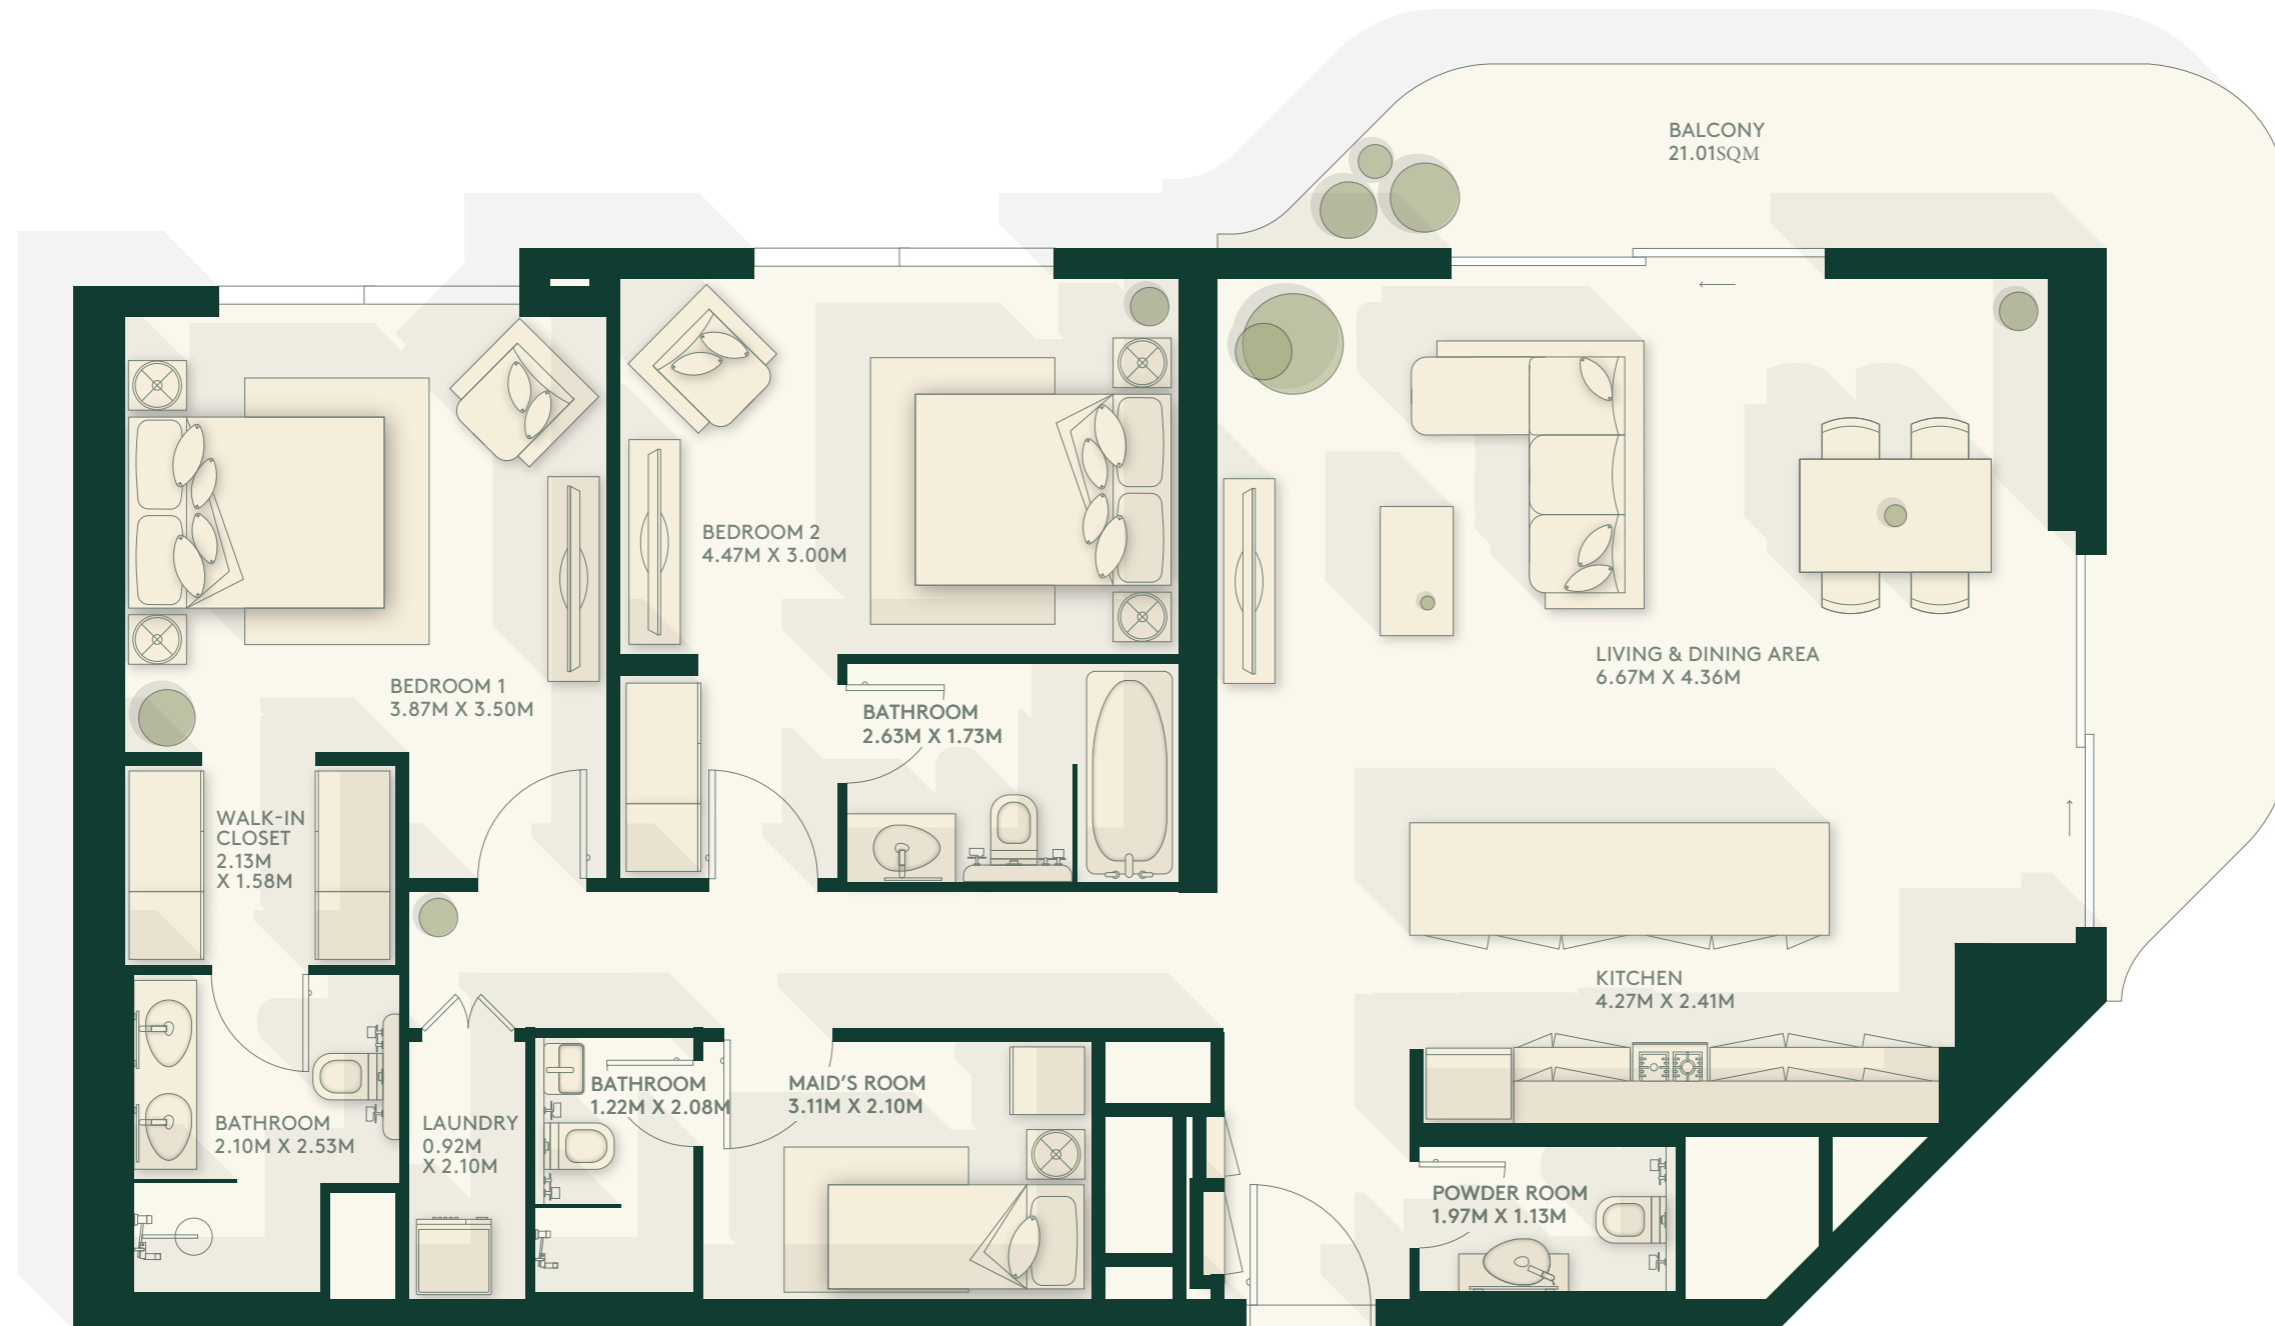 BALCONY
21.01SQM
BEDROOM 2
4.47M X 3.00M
LIVING & DINING AREA
6.67M X 4.36M
BEDROOM 1
3.87M X 3.50M
BATHROOM
2.63M X 1.73M
WALK-IN
CLOSET
2.13M
X 1.58M
KITCHEN
4.27M X 2.41M
BATHROOM
2.10M X 2.53M
LAUNDRY
0.92M
X 2.10M
BATHROOM
1.22M X 2.08M
MAID'S ROOM
3.11M X 2.10M
POWDER ROOM
1.97M X 1.13M